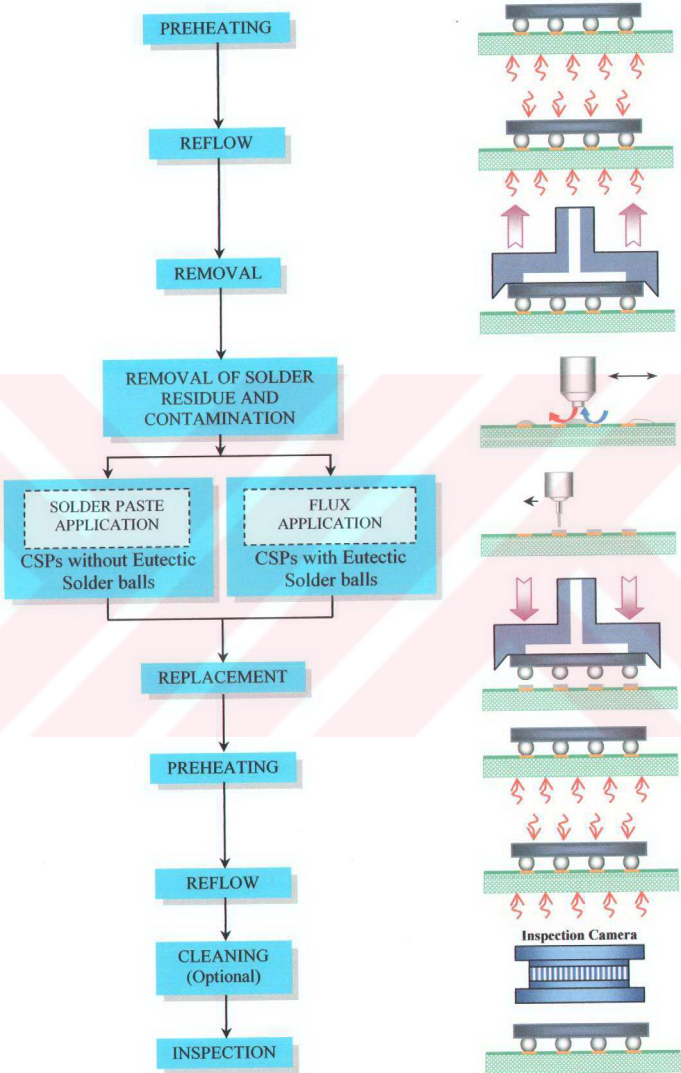 PREHEATING
REFLOW
REMOVAL
REMOVAL OF SOLDER
RESIDUE AND
CONTAMINATION
SOLDER PASTE
APPLICATION
CSPs without Eutectic
Solder balls
FLUX
APPLICATION
CSPs with Eutectic
Solder balls
REPLACEMENT
PREHEATING
REFLOW
CLEANING
(Optional)
INSPECTION
Inspection Camera